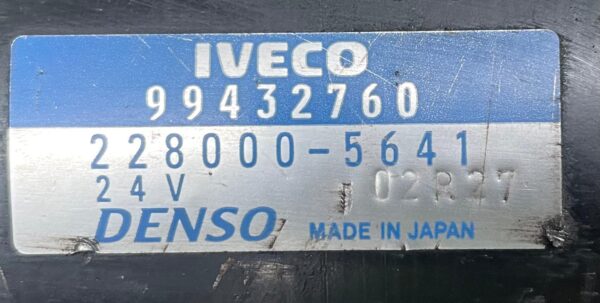 IVECO
99432760
228000-5641
24V J 02R27
DENSO MADE IN JAPAN